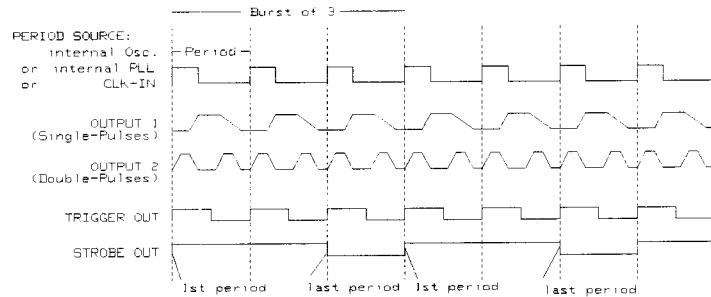 Burst of 3
PERIOD SOURCE:
internal Osc.
Period
or internal PLL
or CLK-IN
OUTPUT 1
(Single-Pulses)
OUTPUT 2
(Double-Pulses)
TRIGGER OUT
STROBE OUT
1st period
last period
1st period
last period